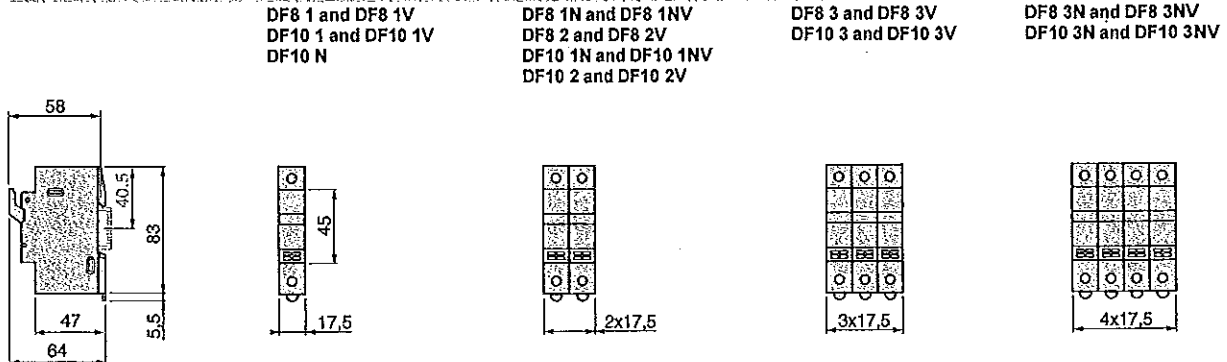 DF8 1 and DF8 1V
DF10 1 and DF10 1V
DF10 N
DF8 1N and DF8 1NV
DF8 2 and DF8 2V
DF10 1N and DF10 1NV
DF10 2 and DF10 2V
DF8 3 and DF8 3V
DF10 3 and DF10 3V
DF8 3N and DF8 3NV
DF10 3N and DF10 3NV
58
40.5
83
47
5,5
64
45
17,5
2x17,5
3x17,5
4x17,5